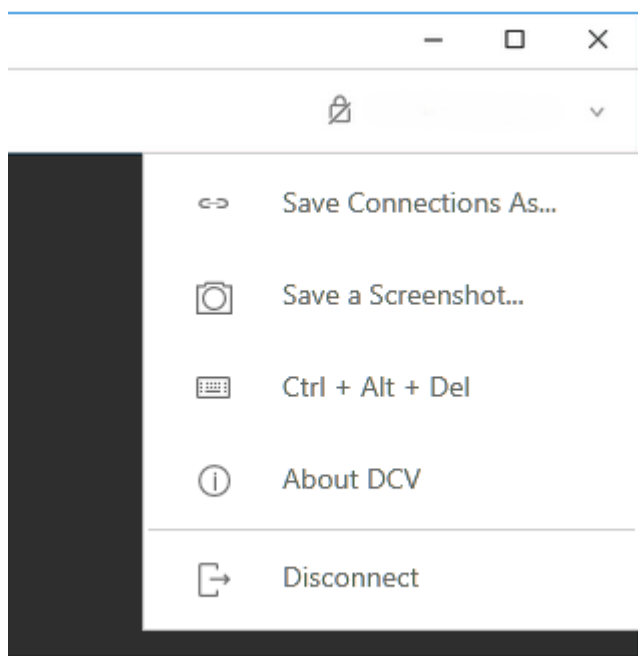 Save Connections As...
Save a Screenshot...
Ctrl + Alt + Del
About DCV
Disconnect